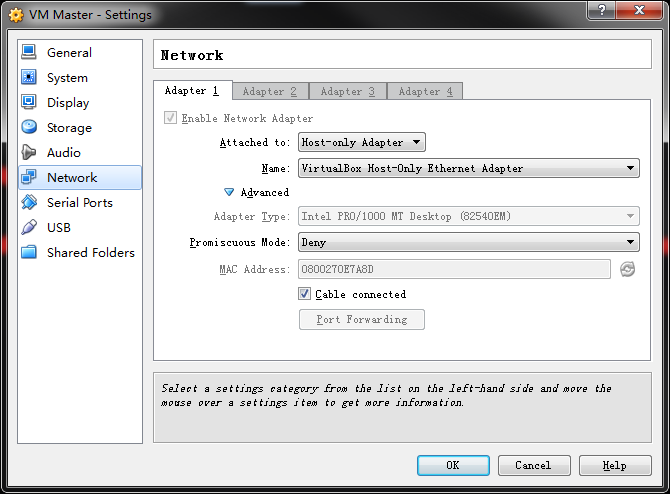 VM Master - Settings
General
System
Display
Storage
Audio
Network
Serial Ports
USB
Shared Folders
Network
Adapter 1 Adapter 2 Adapter 3 Adapter 4
Enable Network Adapter
Attached to: Host-only Adapter
Name: VirtualBox Host-Only Ethernet Adapter
Advanced
Adapter Type: Intel PRO/1000 MT Desktop (82540EM)
Promiscuous Mode: Deny
MAC Address: 0800270E7A8D
Cable connected
Port Forwarding
Select a settings category from the list on the left-hand side and move the
mouse over a settings item to get more information.
OK Cancel Help